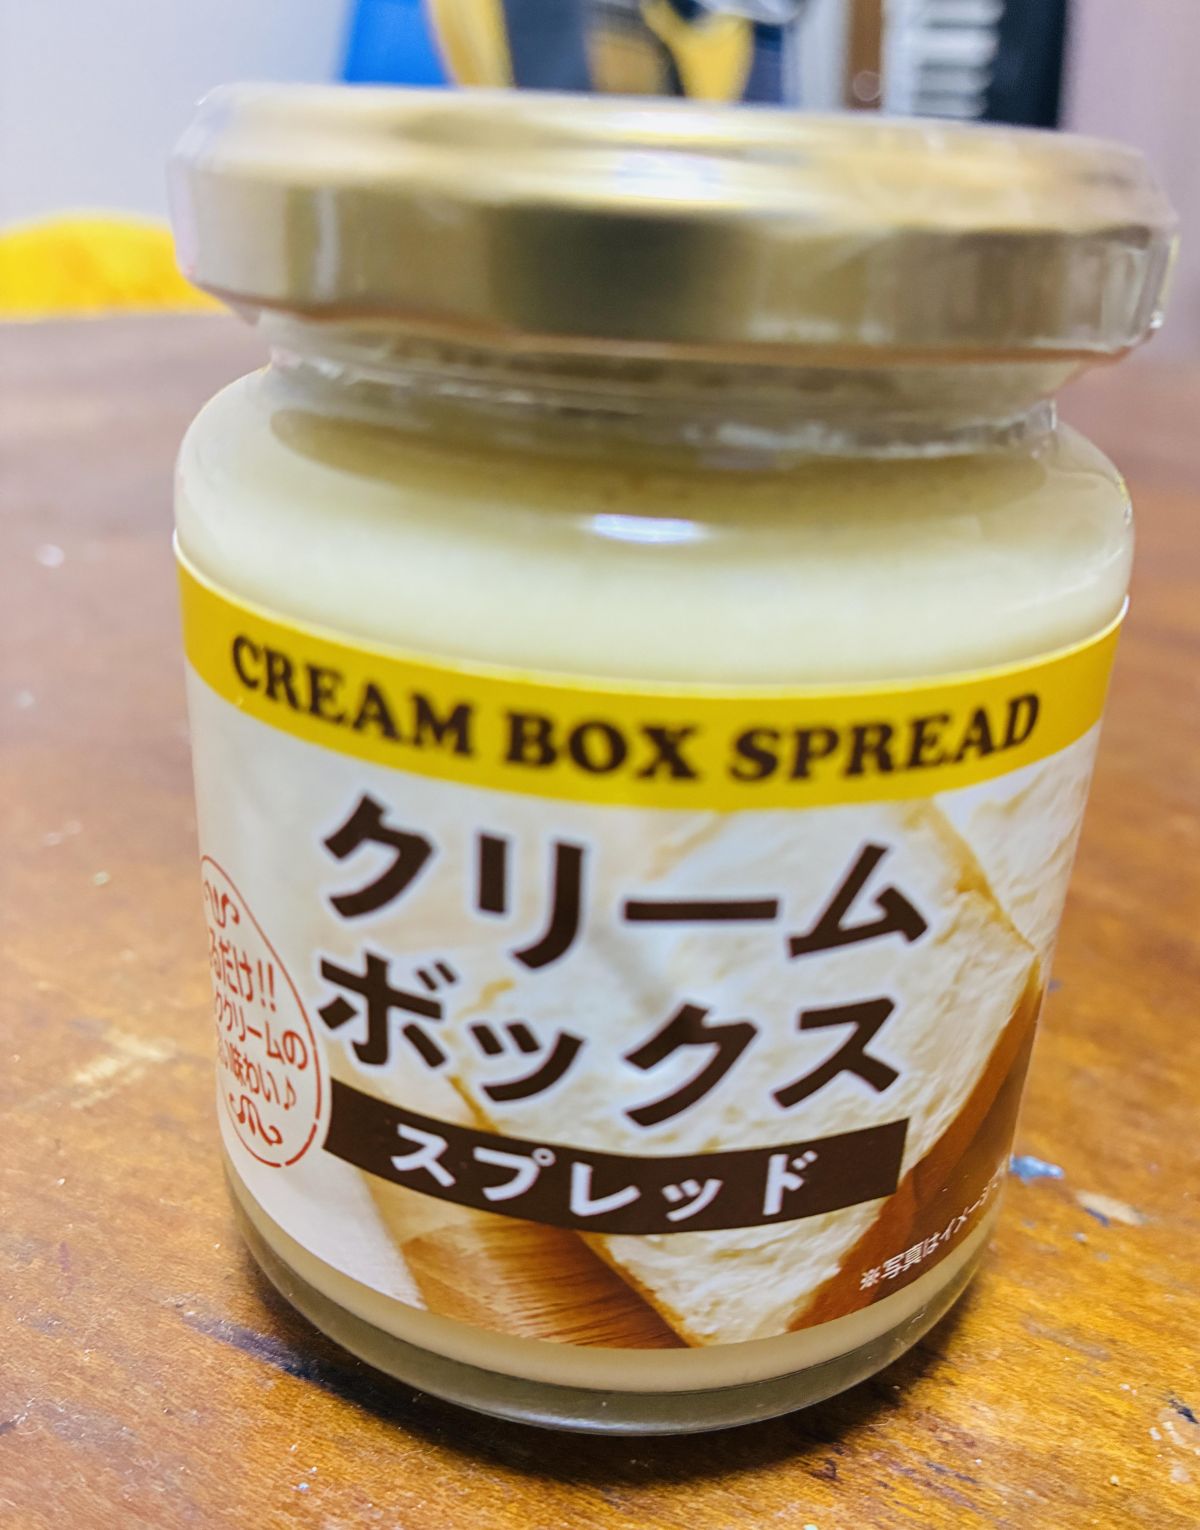 CREAM BOX SPREAD
クリーム
ボックス
スプレッド
るだけ!!
クリームの
味わい♪
※写真はイメージ